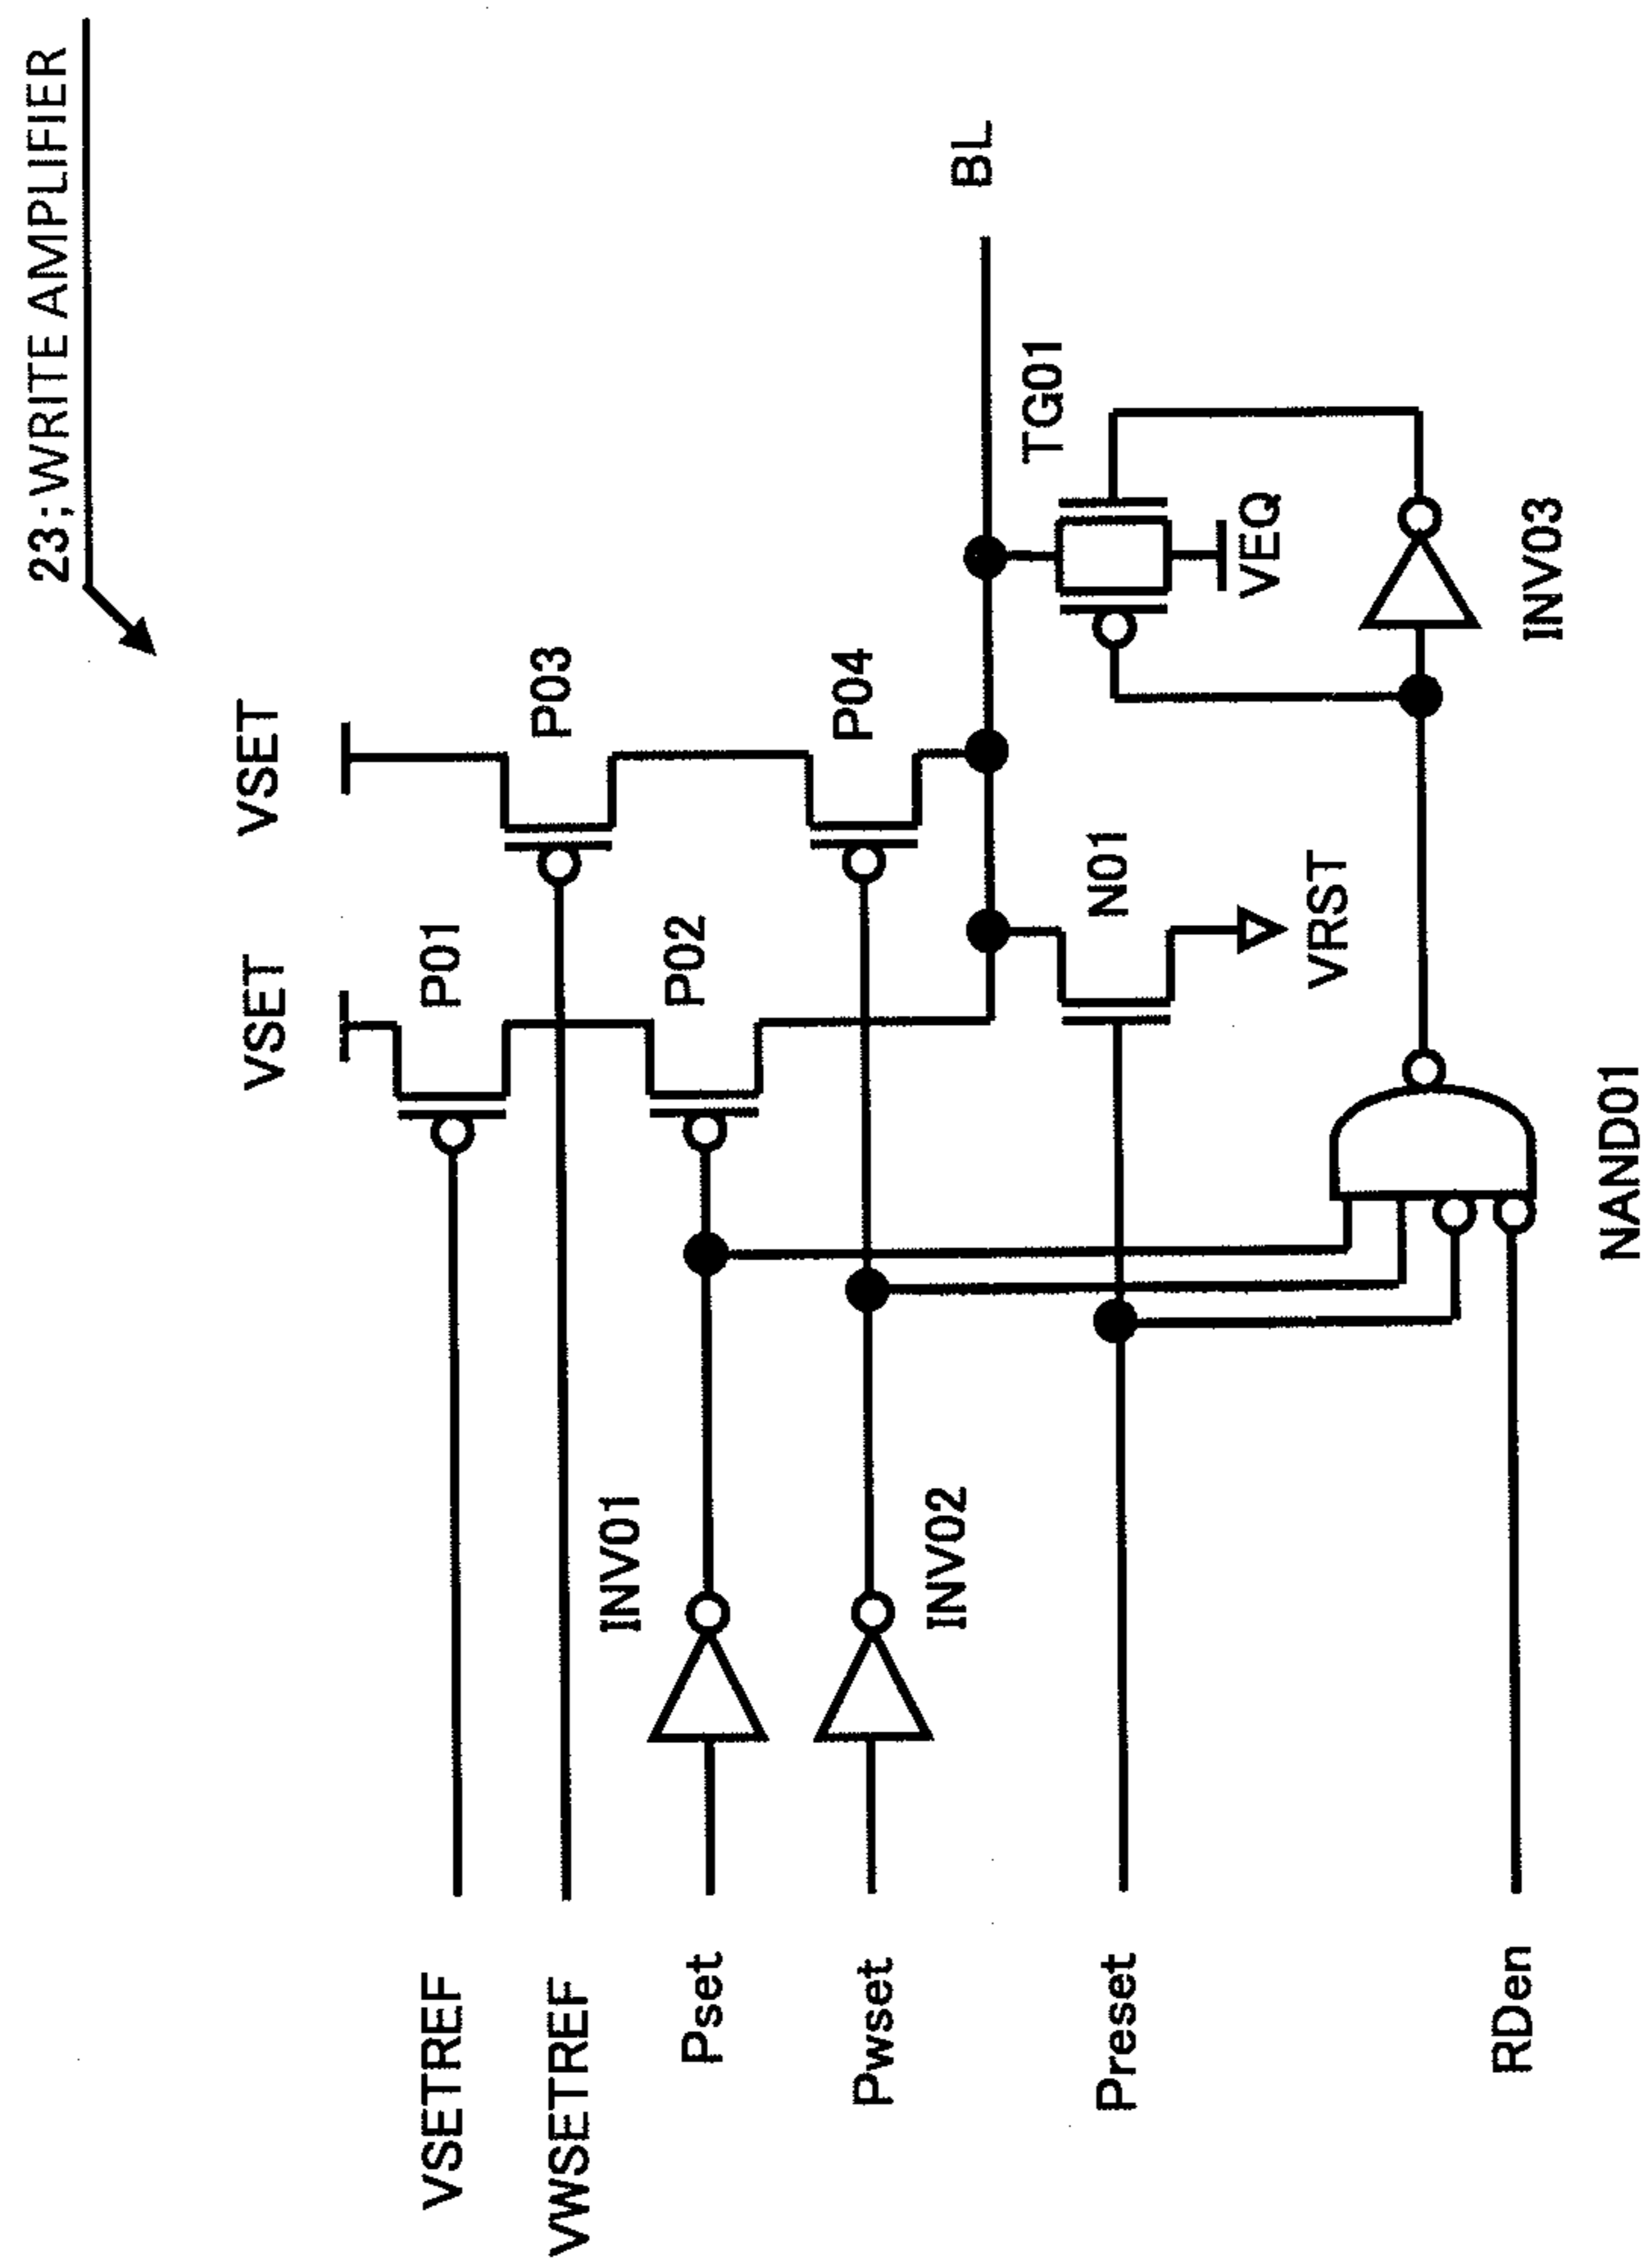 23;WRITE AMPLIFIER
VSET
VSET
P01
P03
P02
P04
BL
TG01
VEQ
N01
VRST
INV01
INV02
INV03
NAND01
VSETREF
VWSETREF
Pset
Pwset
Preset
RDen